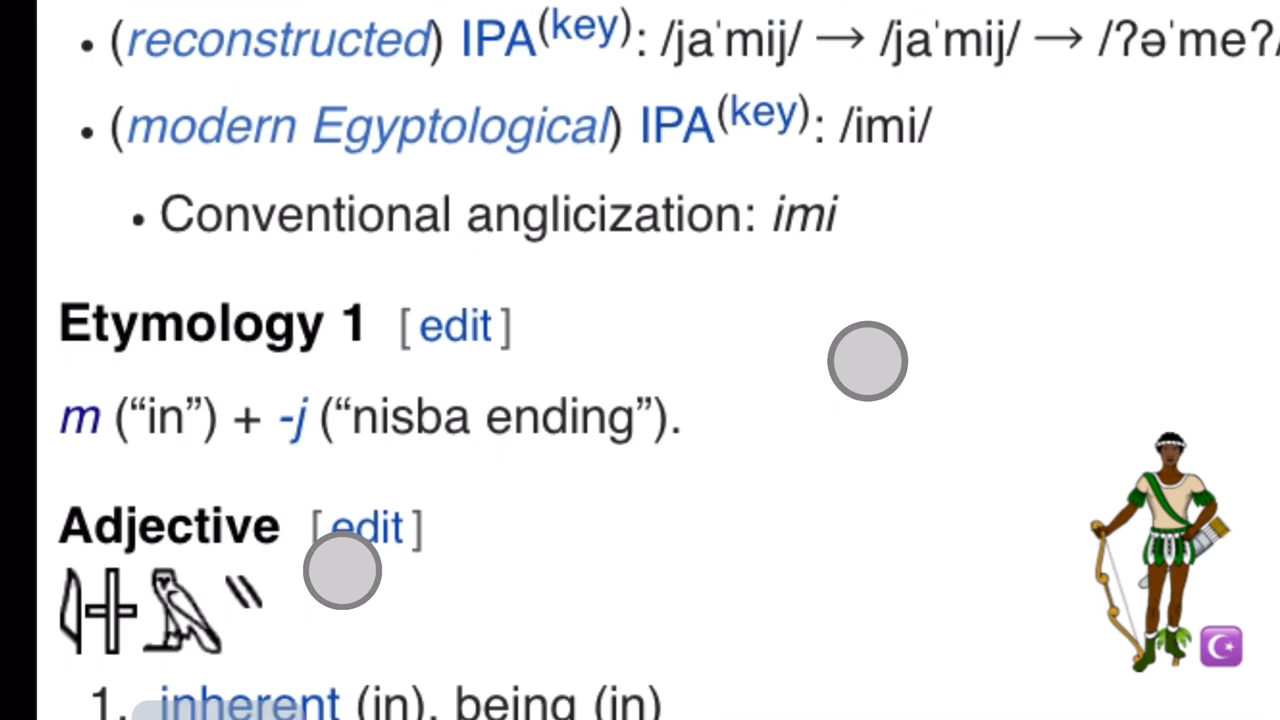 • (reconstructed) IPA(key): /jaˈmij/ → /jaˈmij/ → /ʔəˈmeʔ/
• (modern Egyptological) IPA(key): /imi/
• Conventional anglicization: imi
Etymology 1 [ edit ]
m (“in”) + -j (“nisba ending”).
Adjective [ edit ]
𓇋𓏶𓅓𓏭
1. inherent (in), being (in)